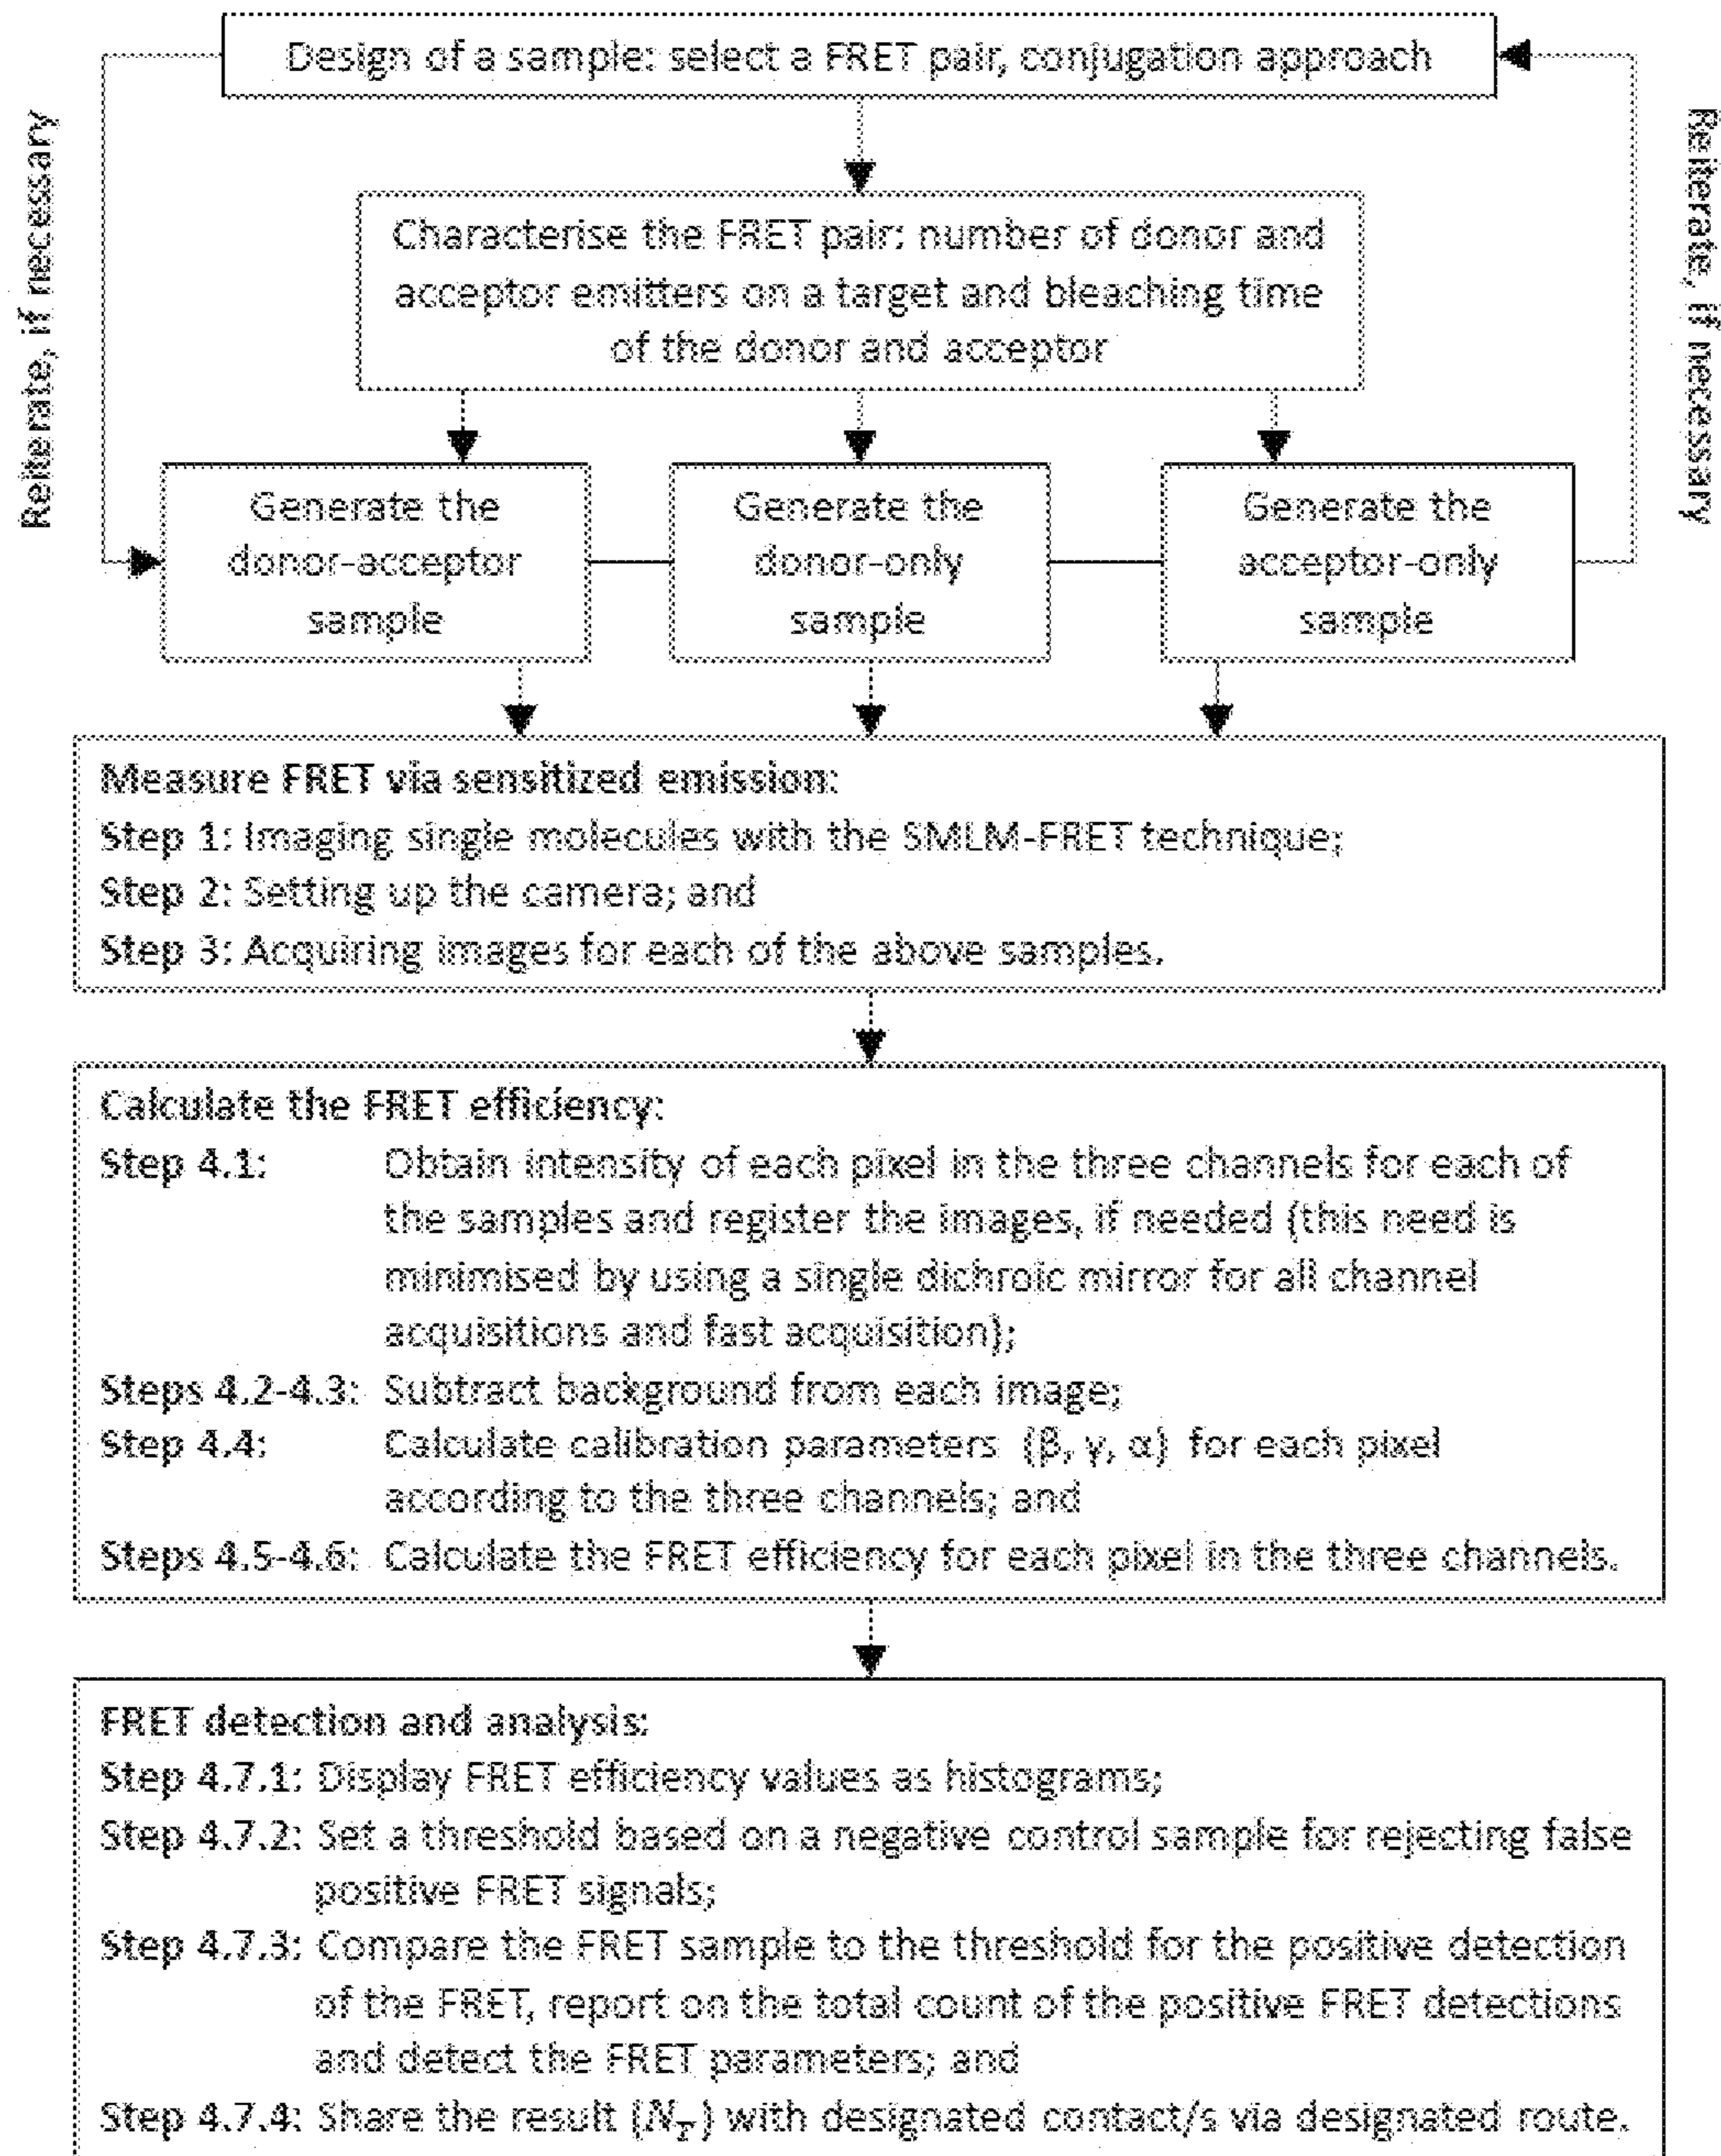 Design of a sample: select a FRET pair, conjugation approach
Reiterate, if necessary
Reiterate, if necessary
Characterise the FRET pair: number of donor and
acceptor emitters on a target and bleaching time
of the donor and acceptor
Generate the
donor-acceptor
sample
Generate the
donor-only
sample
Generate the
acceptor-only
sample
Measure FRET via sensitized emission:
Step 1: Imaging single molecules with the SMLM-FRET technique;
Step 2: Setting up the camera; and
Step 3: Acquiring images for each of the above samples.
Calculate the FRET efficiency:
Step 4.1: Obtain intensity of each pixel in the three channels for each of
the samples and register the images, if needed (this need is
minimised by using a single dichroic mirror for all channel
acquisitions and fast acquisition);
Steps 4.2-4.3: Subtract background from each image;
Step 4.4: Calculate calibration parameters (β, γ, α) for each pixel
according to the three channels; and
Steps 4.5-4.6: Calculate the FRET efficiency for each pixel in the three channels.
FRET detection and analysis:
Step 4.7.1: Display FRET efficiency values as histograms;
Step 4.7.2: Set a threshold based on a negative control sample for rejecting false
positive FRET signals;
Step 4.7.3: Compare the FRET sample to the threshold for the positive detection
of the FRET, report on the total count of the positive FRET detections
and detect the FRET parameters; and
Step 4.7.4: Share the result (N_T) with designated contact/s via designated route.